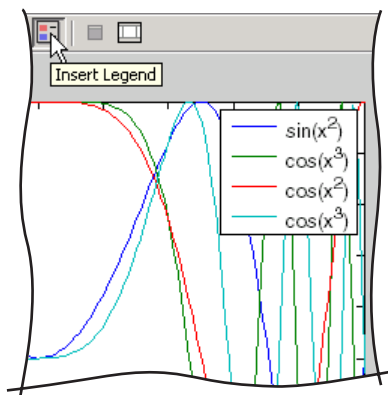 Insert Legend
sin(x²)
cos(x³)
cos(x²)
cos(x³)